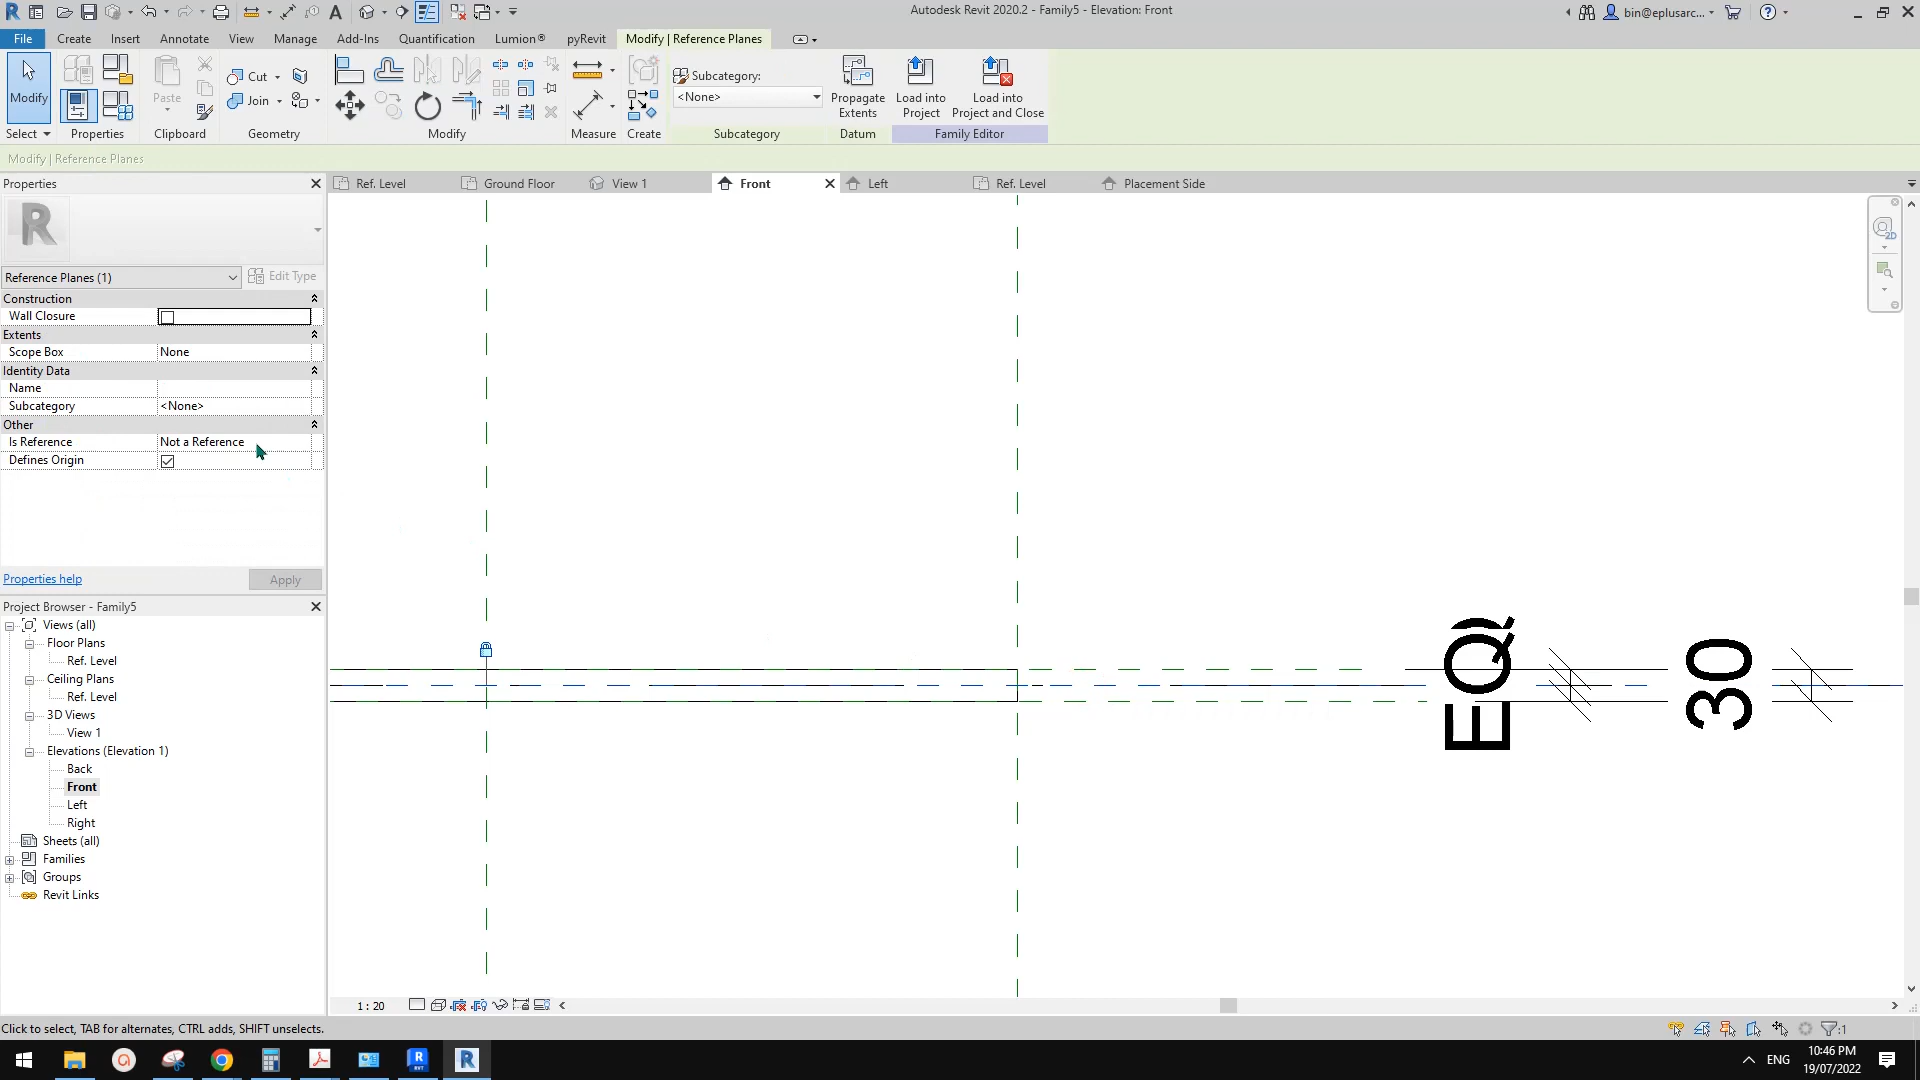 Autodesk Revit 2020.2 - Family5 - Elevation: Front
bin@eplusarc...
File Create Insert Annotate View Manage Add-Ins Quantification Lumion® pyRevit Modify | Reference Planes
Modify
Paste
Cut
Join
Subcategory:
<None>
Propagate Extents
Load into Project
Load into Project and Close
Select Properties Clipboard Geometry Modify Measure Create Subcategory Datum Family Editor
Modify | Reference Planes
Properties
Ref. Level Ground Floor View 1 Front Left Ref. Level Placement Side
R
2D
Reference Planes (1)
Edit Type
Construction
Wall Closure
Extents
Scope Box None
Identity Data
Name
Subcategory <None>
Other
Is Reference Not a Reference
Defines Origin
Properties help
Apply
Project Browser - Family5
Views (all)
Floor Plans
Ref. Level
Ceiling Plans
Ref. Level
3D Views
View 1
Elevations (Elevation 1)
Back
Front
Left
Right
Sheets (all)
Families
Groups
Revit Links
EQ
30
1 : 20
Click to select, TAB for alternates, CTRL adds, SHIFT unselects.
:1
ENG
10:46 PM
19/07/2022